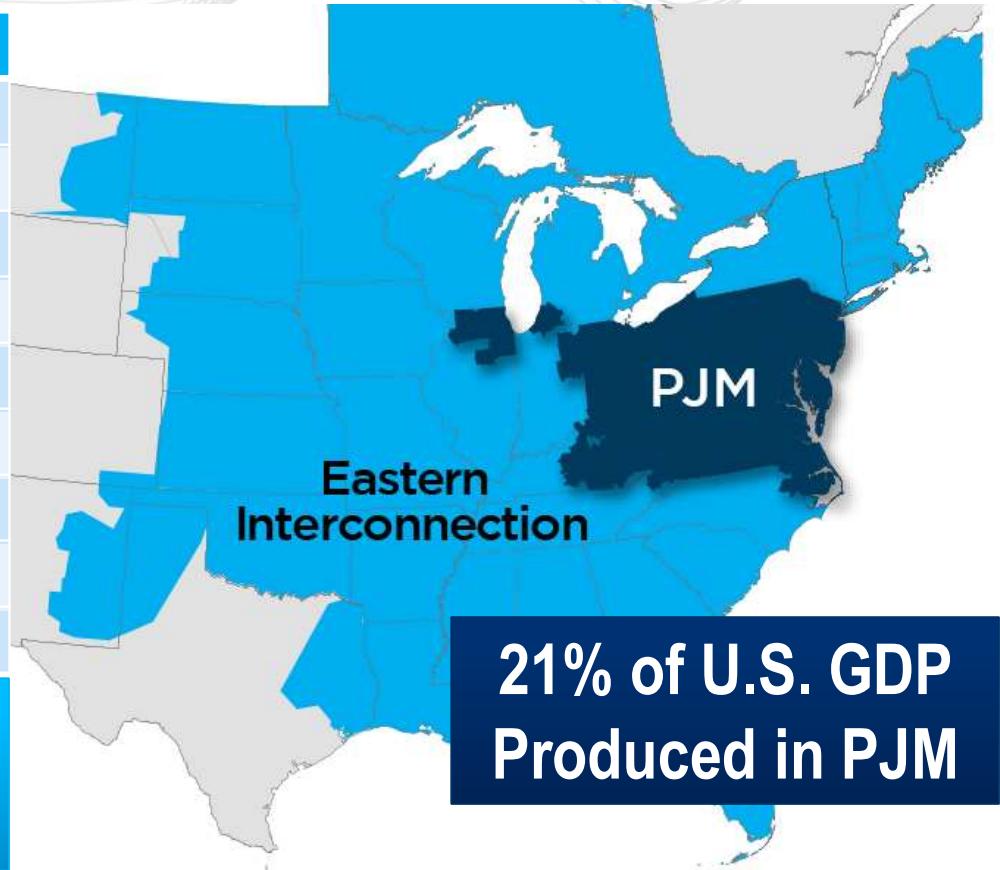 PJM
Eastern
Interconnection
21% of U.S. GDP
Produced in PJM